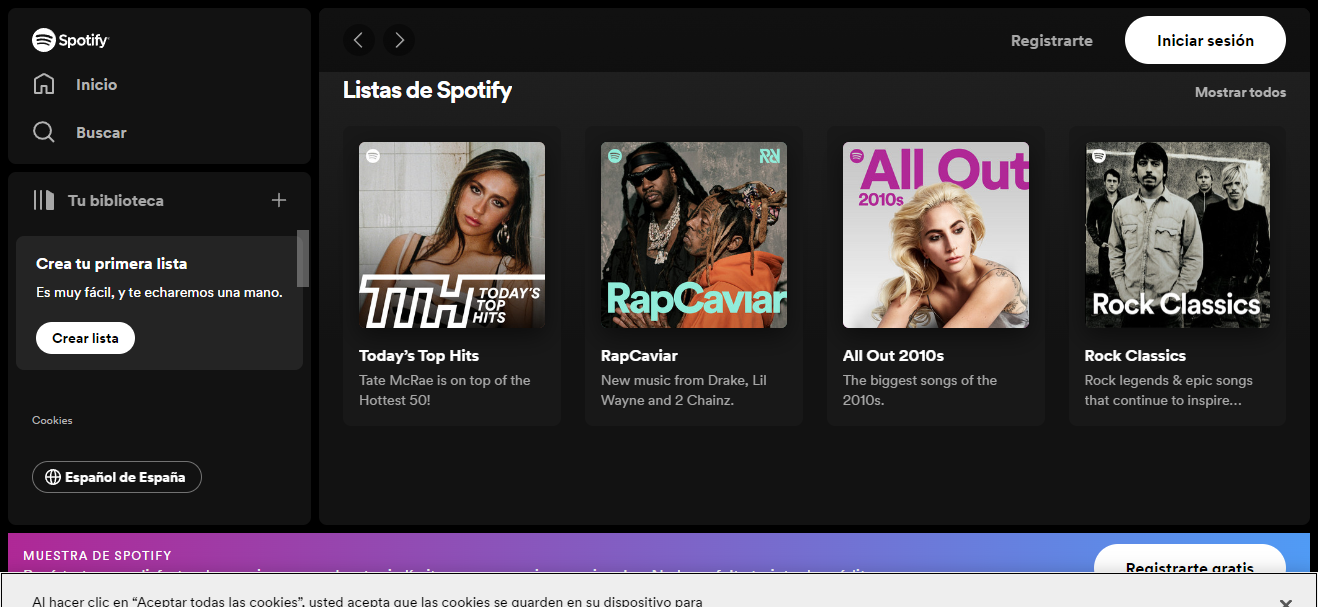 Spotify
Inicio
Buscar
Tu biblioteca
Crea tu primera lista
Es muy fácil, y te echaremos una mano.
Crear lista
Cookies
Español de España
Registrarte
Iniciar sesión
Listas de Spotify
Mostrar todos
TTH TODAY'S
TOP
HITS
Today's Top Hits
Tate McRae is on top of the
Hottest 50!
RapCaviar
RapCaviar
New music from Drake, Lil
Wayne and 2 Chainz.
All Out
2010s
All Out 2010s
The biggest songs of the
2010s.
Rock Classics
Rock Classics
Rock legends & epic songs
that continue to inspire...
MUESTRA DE SPOTIFY
Registrarte gratis
Al hacer clic en “Aceptar todas las cookies”, usted acepta que las cookies se guarden en su dispositivo para